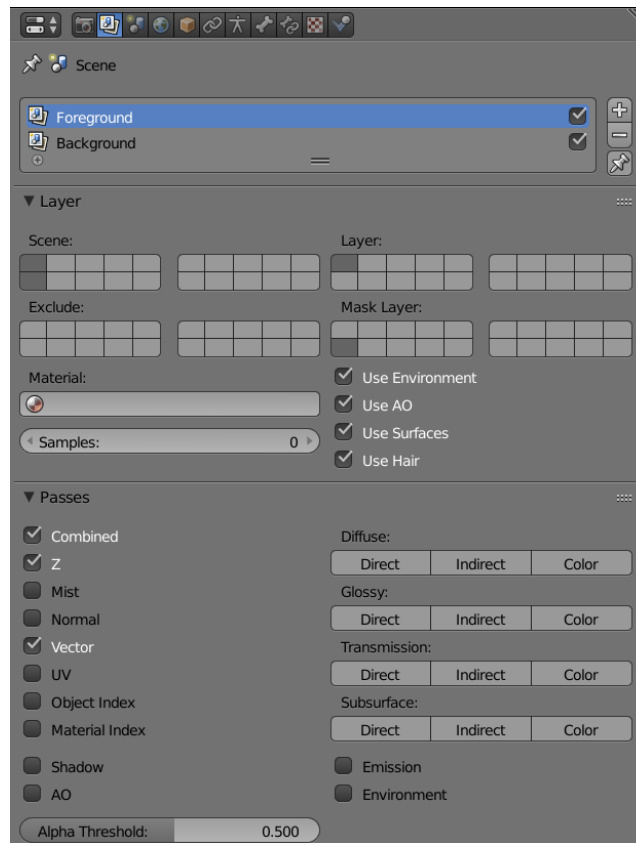 Scene
Foreground
Background
Layer
Scene:
Layer:
Exclude:
Mask Layer:
Material:
Use Environment
Use AO
Samples: 0
Use Surfaces
Use Hair
Passes
Combined
Diffuse:
Z
Direct Indirect Color
Mist
Glossy:
Normal
Direct Indirect Color
Vector
Transmission:
UV
Direct Indirect Color
Object Index
Subsurface:
Material Index
Direct Indirect Color
Shadow
Emission
AO
Environment
Alpha Threshold: 0.500